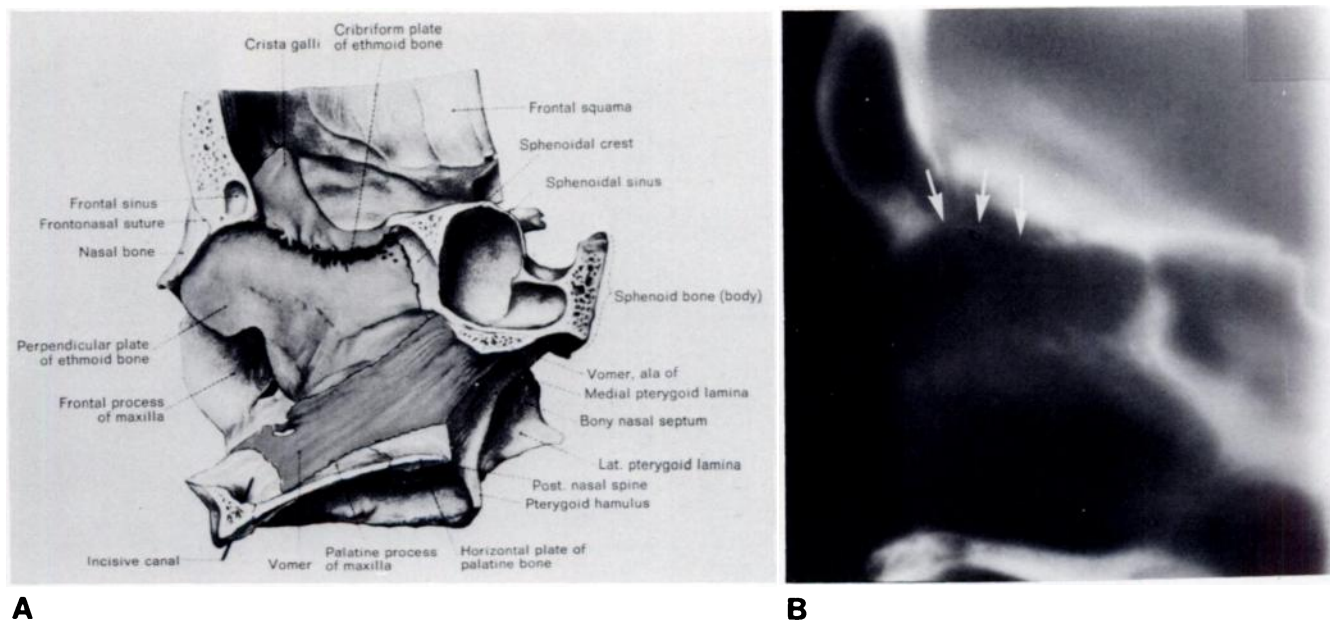 Crista galli
Cribriform plate
of ethmoid bone
Frontal squama
Sphenoidal crest
Sphenoidal sinus
Frontal sinus
Frontonasal suture
Nasal bone
Sphenoid bone (body)
Perpendicular plate
of ethmoid bone
Frontal process
of maxilla
Vomer, ala of
Medial pterygoid lamina
Bony nasal septum
Lat. pterygoid lamina
Post. nasal spine
Pterygoid hamulus
Incisive canal
Vomer
Palatine process
of maxilla
Horizontal plate of
palatine bone
A
B